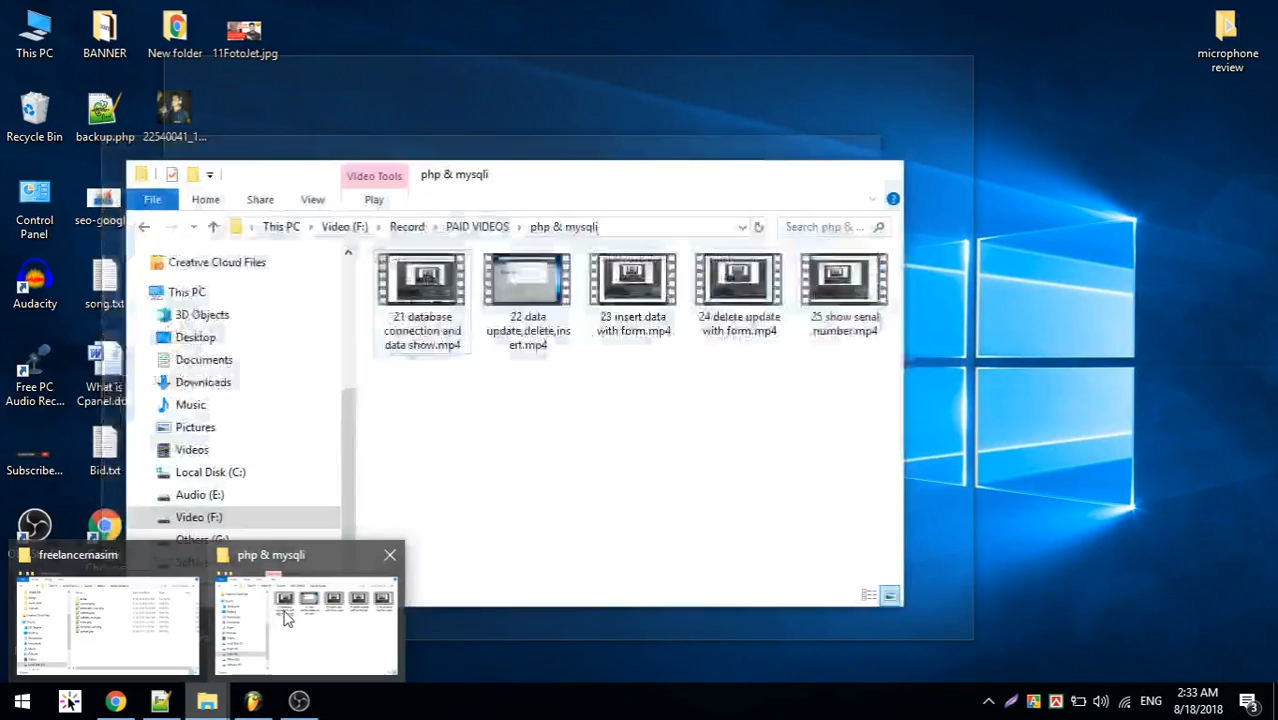 This PC
BANNER
New folder
11FotoJet.jpg
microphone
review
Recycle Bin
backup.php
22540041_1...
Control
Panel
seo-googl
Audacity
song.txt
Free PC
Audio Rec...
What is
Cpanel.do
Subscribe...
Bid.txt
Video Tools
php & mysqli
File
Home
Share
View
Play
This PC
Video (F:)
Record
PAID VIDEOS
php & mysqli
Search php & ...
Creative Cloud Files
This PC
3D Objects
Desktop
Documents
Downloads
Music
Pictures
Videos
Local Disk (C:)
Audio (E:)
Video (F:)
Others (G:)
21 database
connection and
data show.mp4
22 data
update,delete,ins
ert.mp4
23 insert data
with form.mp4
24 delete update
with form.mp4
25 show serial
number.mp4
freelancernasim
php & mysqli
ENG
2:33 AM
8/18/2018
3